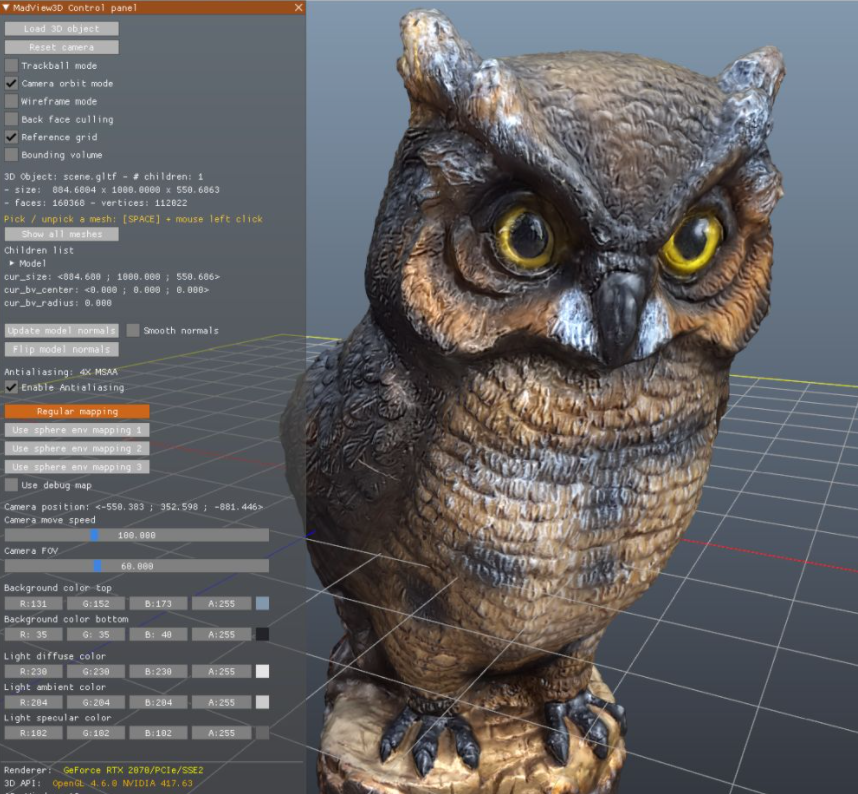 MadView3D Control panel
Load 3D object
Reset camera
Trackball mode
Camera orbit mode
Wireframe mode
Back face culling
Reference grid
Bounding volume
3D Object: scene.gltf - # children: 1
- size: 884.6004 x 1000.0000 x 550.6063
- faces: 160368 - vertices: 112022
Pick / unpick a mesh: [SPACE] + mouse left click
Show all meshes
Children list
Model
cur_size: <884.600 ; 1000.000 ; 550.606>
cur_bv_center: <0.000 ; 0.000 ; 0.000>
cur_bv_radius: 0.000
Update model normals Smooth normals
Flip model normals
Antialiasing: 4X MSAA
Enable Antialiasing
Regular mapping
Use sphere env mapping 1
Use sphere env mapping 2
Use sphere env mapping 3
Use debug map
Camera position: <-550.383 ; 352.598 ; -881.446>
Camera move speed
100.000
Camera FOV
60.000
Background color top
R:131 G:152 B:173 A:255
Background color bottom
R: 35 G: 35 B: 40 A:255
Light diffuse color
R:230 G:230 B:230 A:255
Light ambient color
R:204 G:204 B:204 A:255
Light specular color
R:102 G:102 B:102 A:255
Renderer: GeForce RTX 2070/PCIe/SSE2
3D API: OpenGL 4.6.0 NVIDIA 417.63